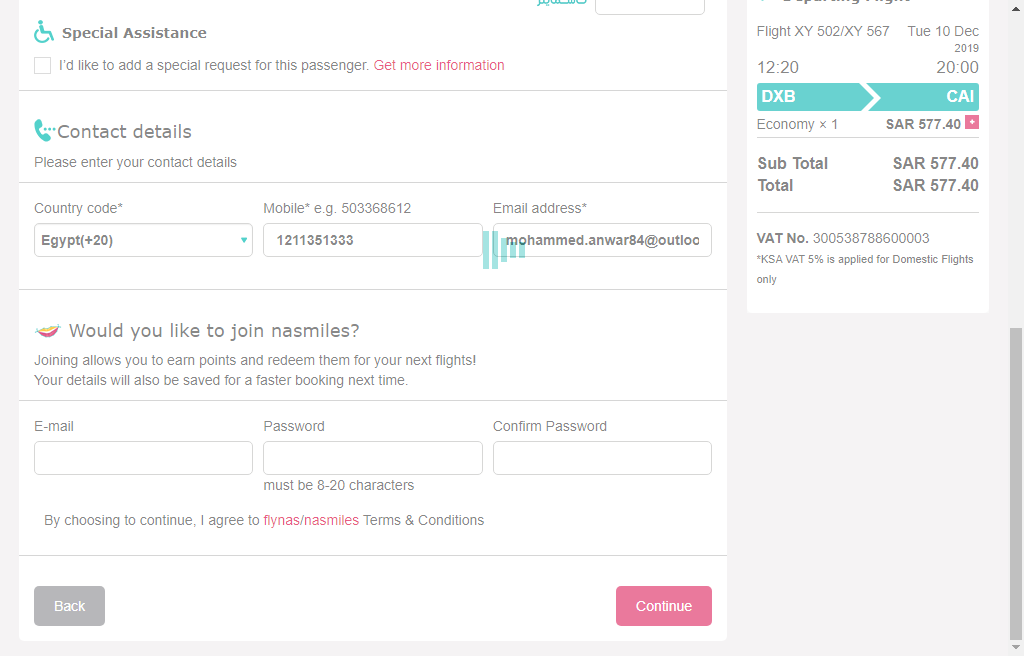 Special Assistance
I'd like to add a special request for this passenger. Get more information
Contact details
Please enter your contact details
Country code*
Mobile* e.g. 503368612
Email address*
Egypt(+20)
1211351333
mohammed.anwar84@outloo
Would you like to join nasmiles?
Joining allows you to earn points and redeem them for your next flights!
Your details will also be saved for a faster booking next time.
E-mail
Password
Confirm Password
must be 8-20 characters
By choosing to continue, I agree to flynas/nasmiles Terms & Conditions
Back
Continue
Departing Flight
Flight XY 502/XY 567 Tue 10 Dec
2019
12:20 20:00
DXB CAI
Economy × 1 SAR 577.40 +
Sub Total SAR 577.40
Total SAR 577.40
VAT No. 300538788600003
*KSA VAT 5% is applied for Domestic Flights
only